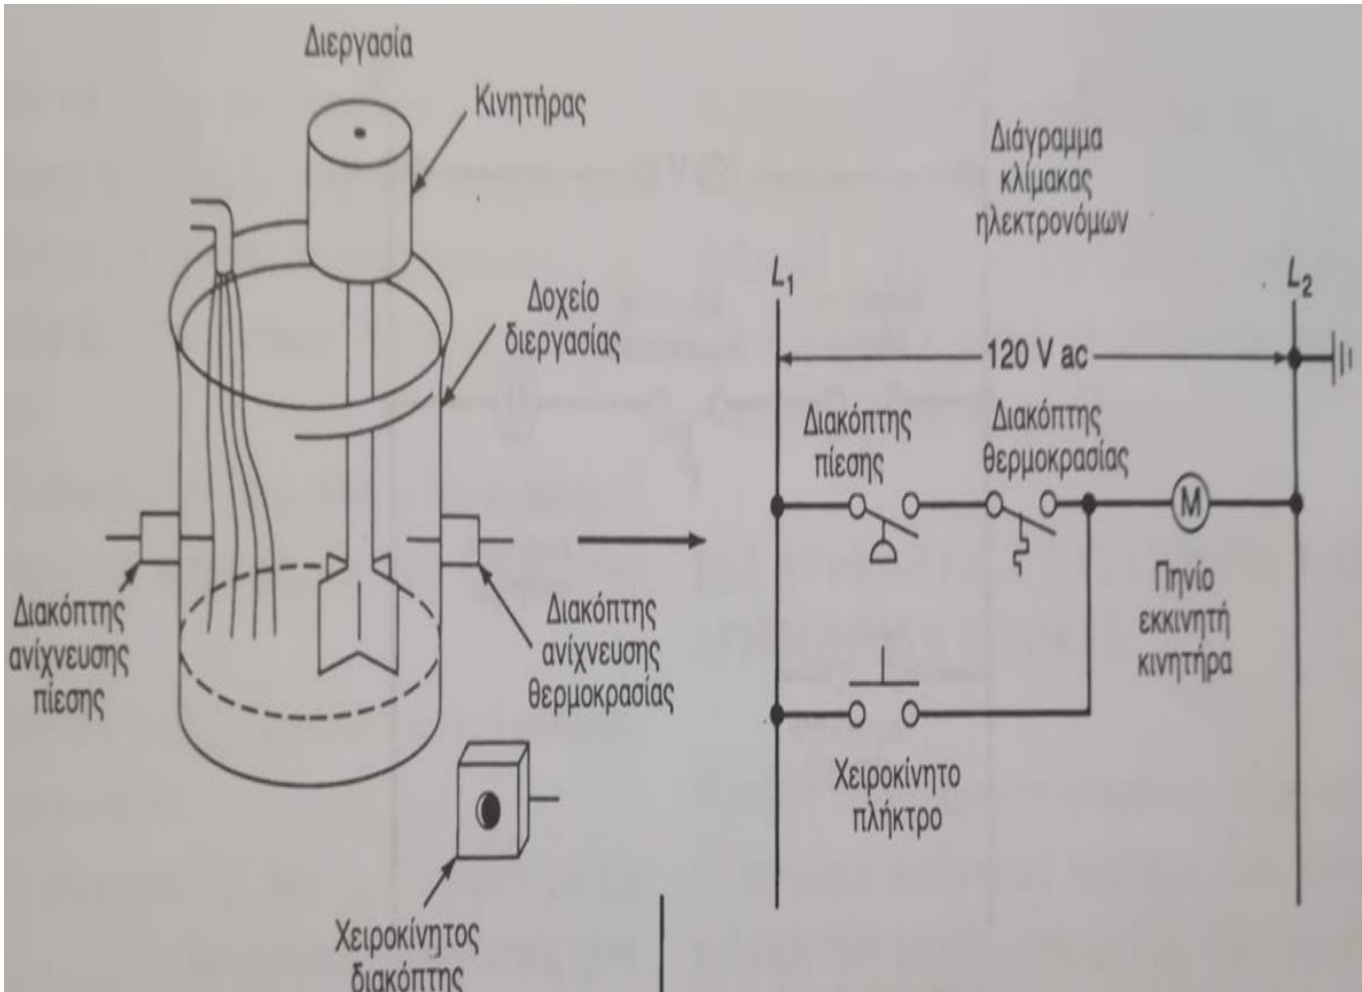 Διεργασία
Κινητήρας
Δοχείο
διεργασίας
Διακόπτης
ανίχνευσης
πίεσης
Διακόπτης
ανίχνευσης
θερμοκρασίας
Χειροκίνητος
διακόπτης
Διάγραμμα
κλίμακας
ηλεκτρονόμων
L₁
L₂
120 V ac
Διακόπτης
πίεσης
Διακόπτης
θερμοκρασίας
M
Πηνίο
εκκινητή
κινητήρα
Χειροκίνητο
πλήκτρο